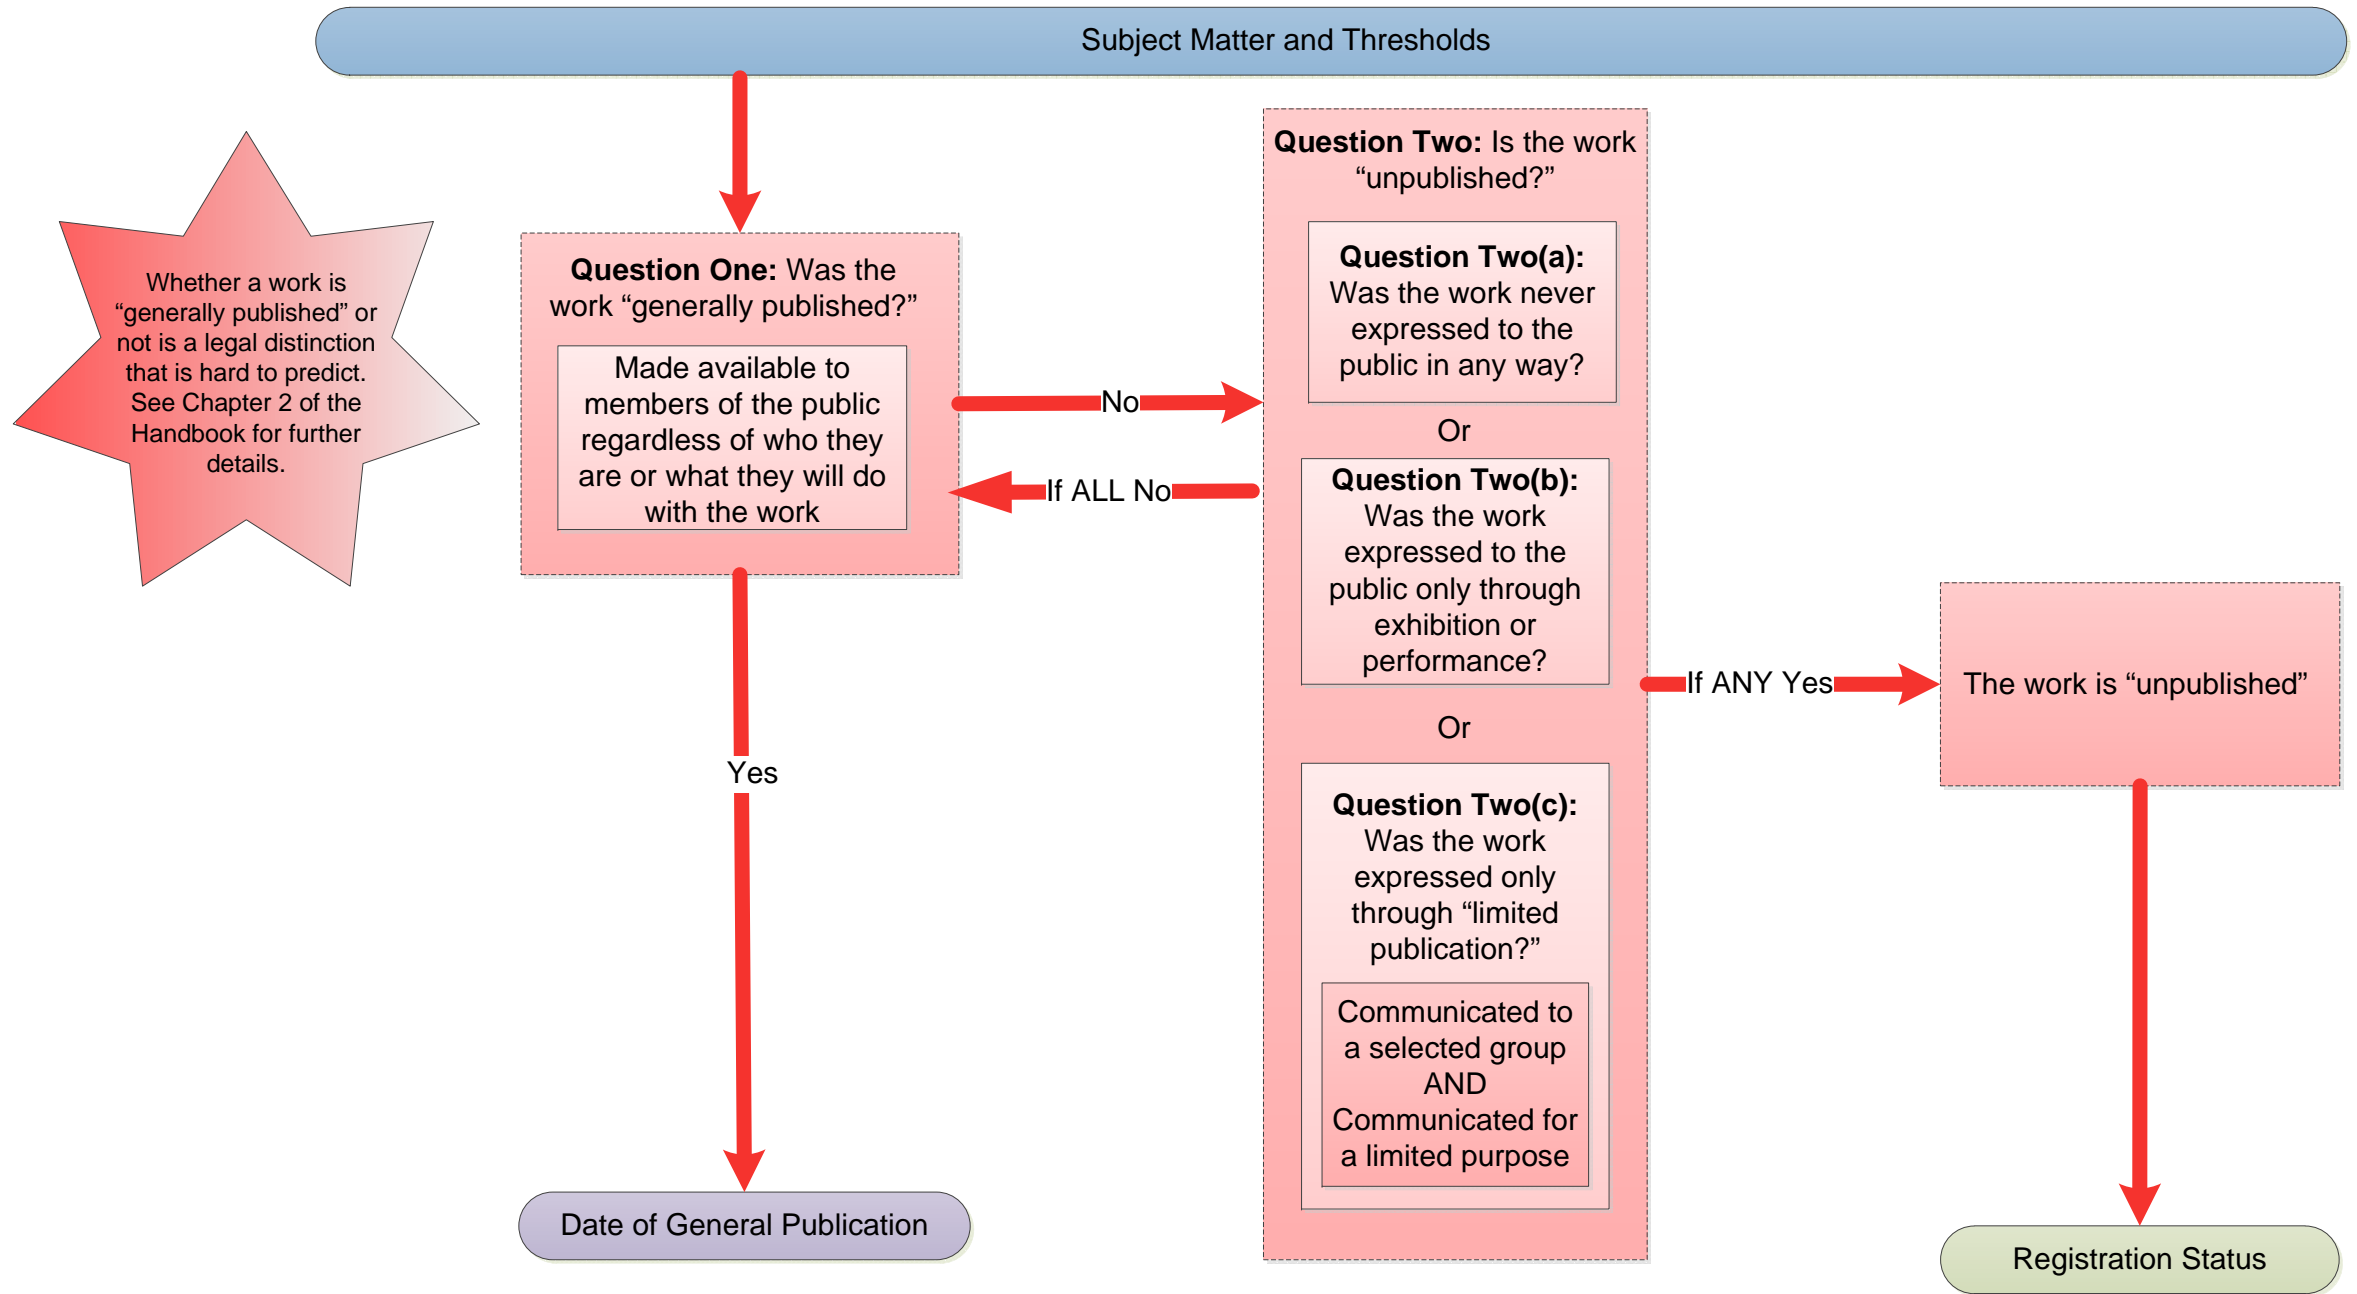 Subject Matter and Thresholds
Whether a work is
“generally published” or
not is a legal distinction
that is hard to predict.
See Chapter 2 of the
Handbook for further
details.
Question One: Was the
work “generally published?”
Made available to
members of the public
regardless of who they
are or what they will do
with the work
No
If ALL No
Yes
Date of General Publication
Question Two: Is the work
“unpublished?”
Question Two(a):
Was the work never
expressed to the
public in any way?
Or
Question Two(b):
Was the work
expressed to the
public only through
exhibition or
performance?
Or
Question Two(c):
Was the work
expressed only
through “limited
publication?”
Communicated to
a selected group
AND
Communicated for
a limited purpose
If ANY Yes
The work is “unpublished”
Registration Status